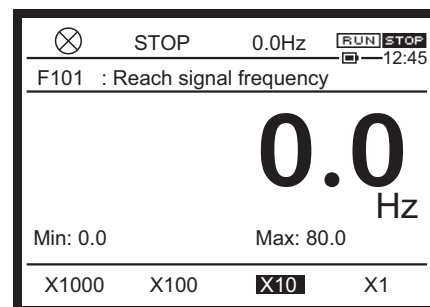 STOP 0.0Hz RUN STOP
12:45
F101 : Reach signal frequency
0.0
Hz
Min: 0.0 Max: 80.0
X1000 X100 X10 X1